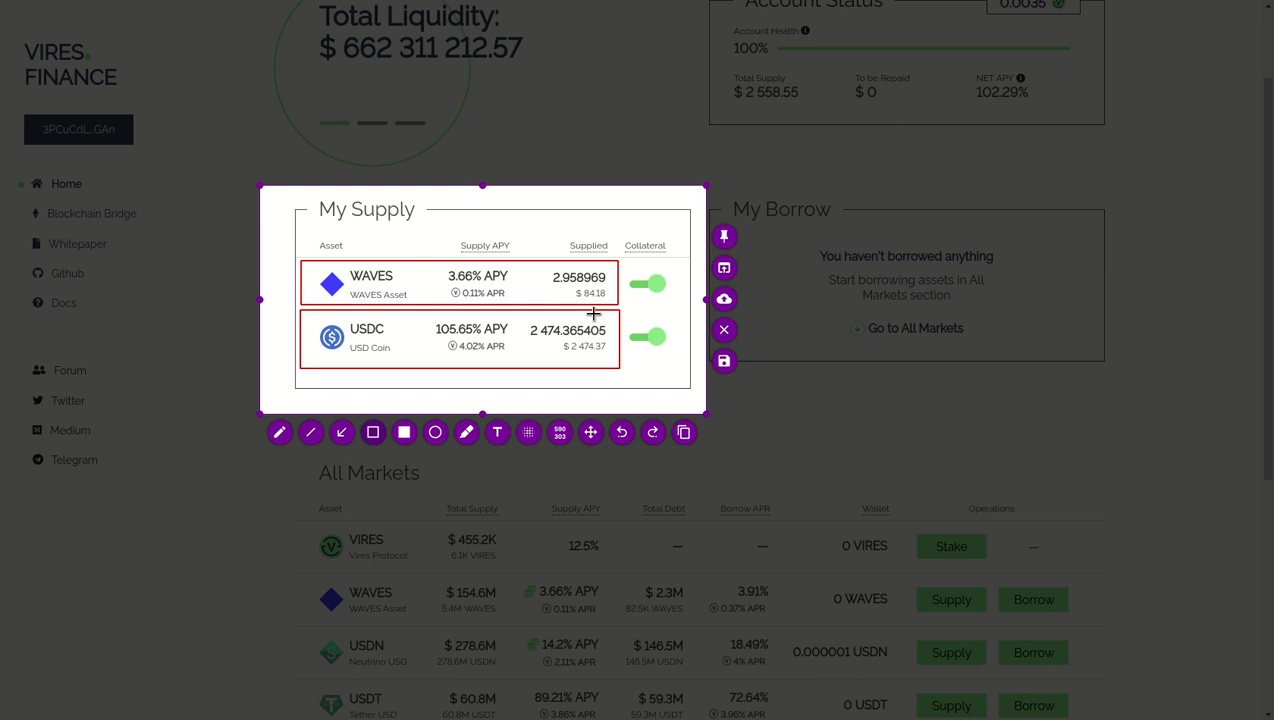 Total Liquidity:
$ 662 311 212.57
VIRES.
FINANCE
3PCuCdL...GAn
Home
Blockchain Bridge
Whitepaper
Github
Docs
Forum
Twitter
Medium
Telegram
Account Status
0.0035
Account Health
100%
Total Supply To be Repaid NET APY
$ 2 558.55 $ 0 102.29%
My Supply
Asset Supply APY Supplied Collateral
WAVES 3.66% APY 2.958969
WAVES Asset 0.11% APR $ 84.18
USDC 105.65% APY 2 474.365405
USD Coin 4.02% APR $ 2 474.37
590
303
T
My Borrow
You haven't borrowed anything
Start borrowing assets in All
Markets section
Go to All Markets
All Markets
Asset Total Supply Supply APY Total Debt Borrow APR Wallet Operations
VIRES $ 455.2K 12.5% — — 0 VIRES Stake —
Vires Protocol 6.1K VIRES
WAVES $ 154.6M 3.66% APY $ 2.3M 3.91% 0 WAVES Supply Borrow
WAVES Asset 5.4M WAVES 0.11% APR 82.5K WAVES 0.37% APR
USDN $ 278.6M 14.2% APY $ 146.5M 18.49% 0.000001 USDN Supply Borrow
Neutrino USD 278.6M USDN 2.11% APR 146.5M USDN 4% APR
USDT $ 60.8M 89.21% APY $ 59.3M 72.64% 0 USDT Supply Borrow
Tether USD 60.8M USDT 3.86% APR 59.3M USDT 3.96% APR